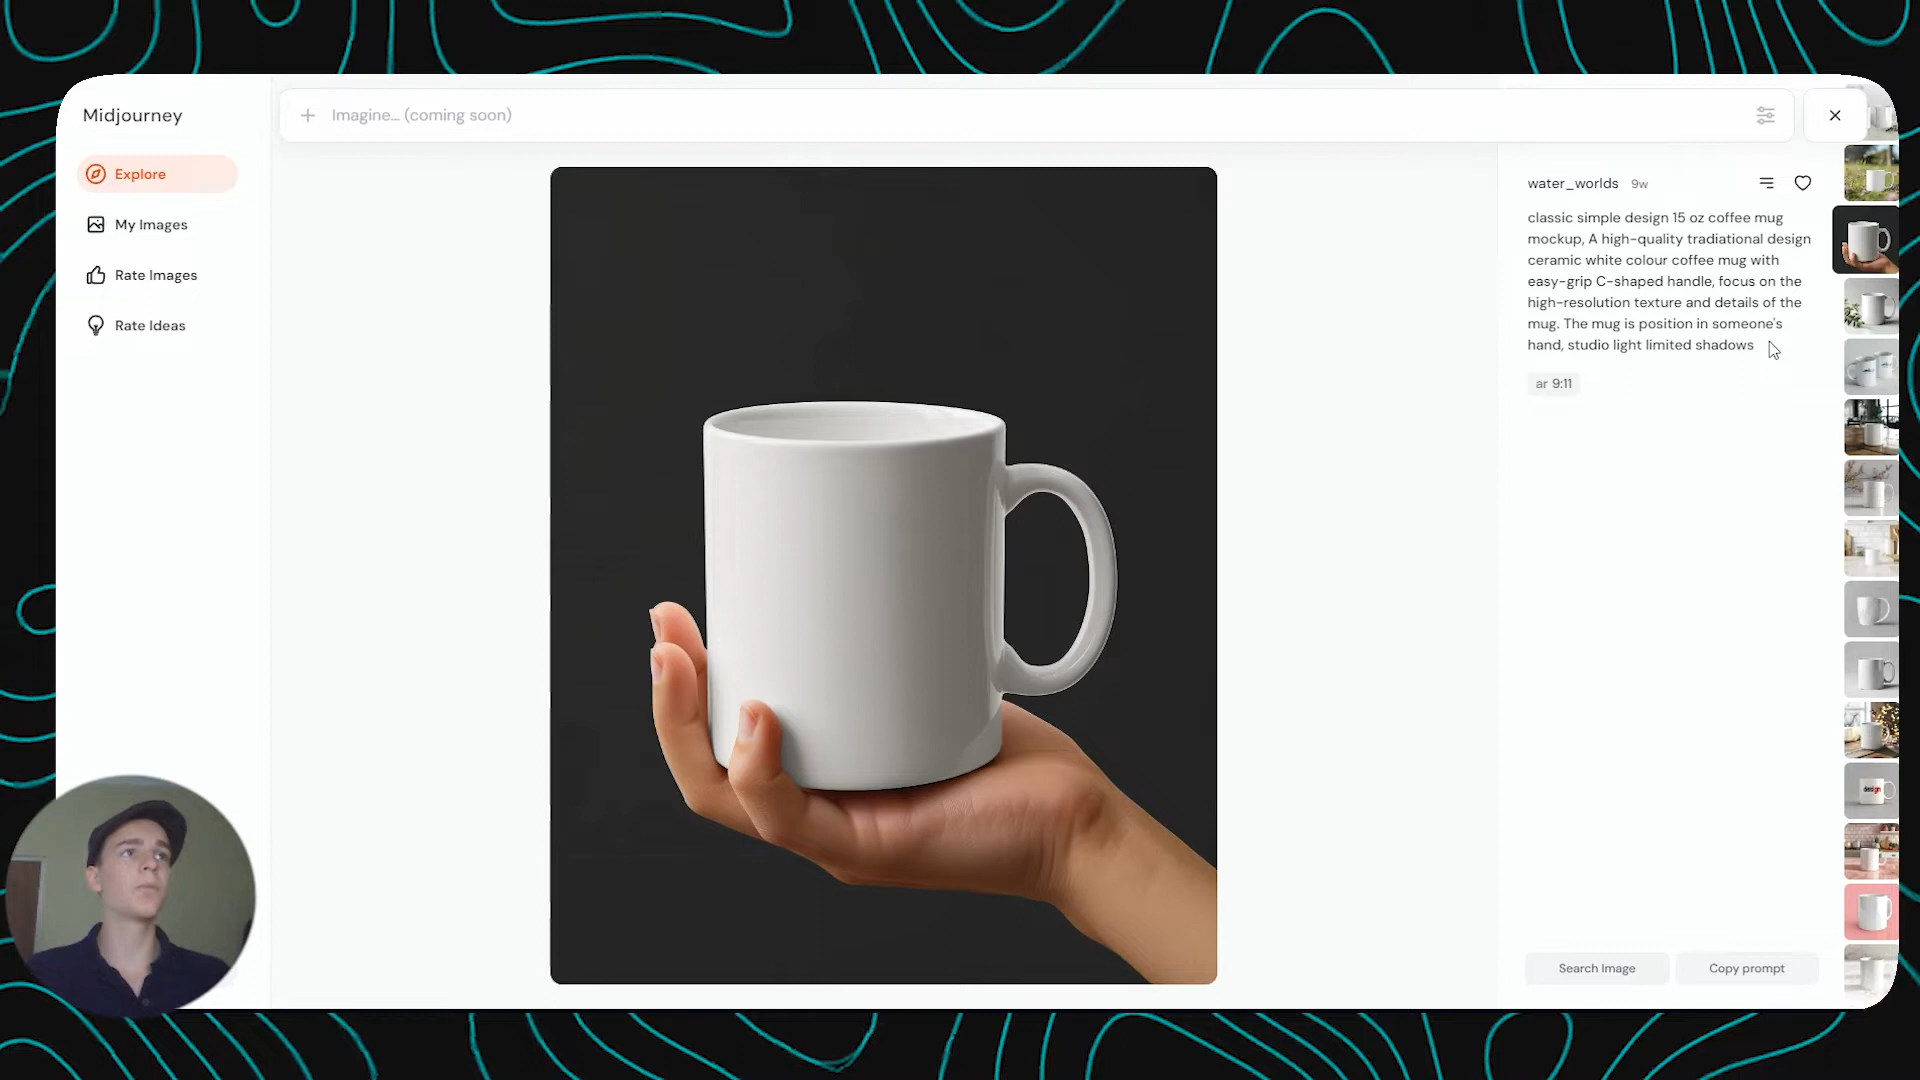 Midjourney
Imagine... (coming soon)
Explore
My Images
Rate Images
Rate Ideas
water_worlds 9w
classic simple design 15 oz coffee mug
mockup, A high-quality tradiational design
ceramic white colour coffee mug with
easy-grip C-shaped handle, focus on the
high-resolution texture and details of the
mug. The mug is position in someone's
hand, studio light limited shadows
ar 9:11
design
Search Image
Copy prompt